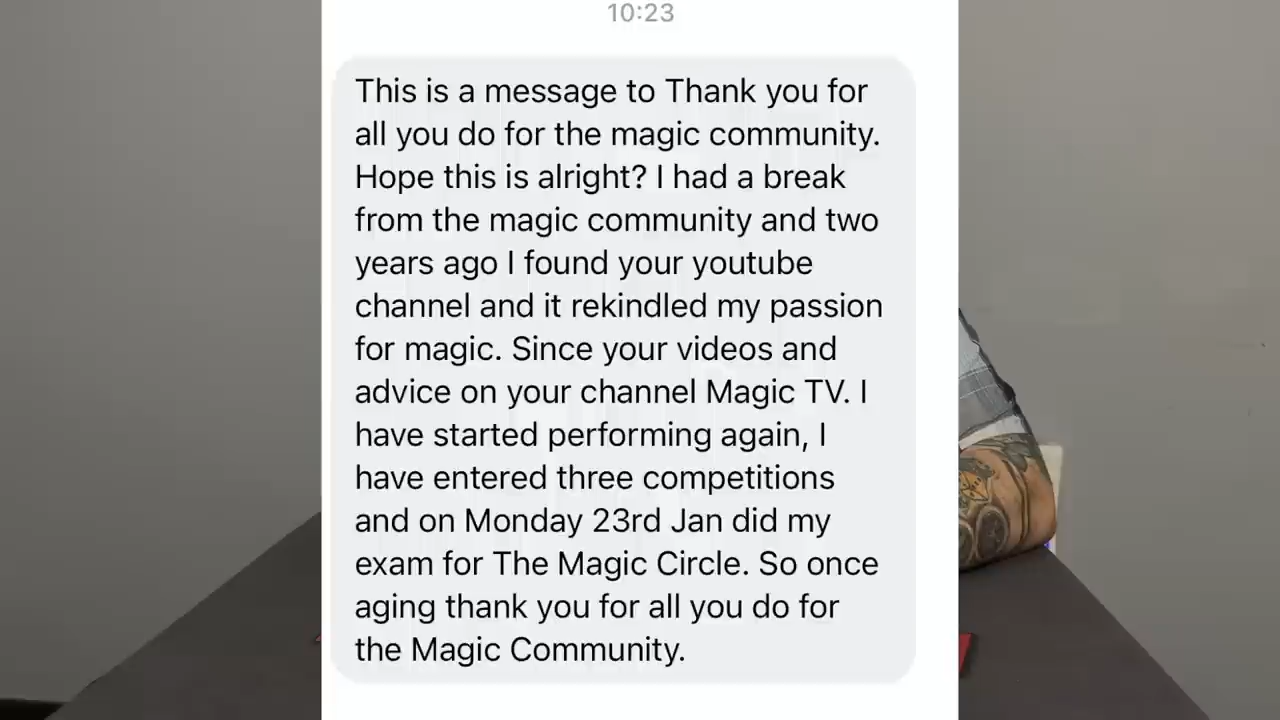 10:23
This is a message to Thank you for
all you do for the magic community.
Hope this is alright? I had a break
from the magic community and two
years ago I found your youtube
channel and it rekindled my passion
for magic. Since your videos and
advice on your channel Magic TV. I
have started performing again, I
have entered three competitions
and on Monday 23rd Jan did my
exam for The Magic Circle. So once
aging thank you for all you do for
the Magic Community.